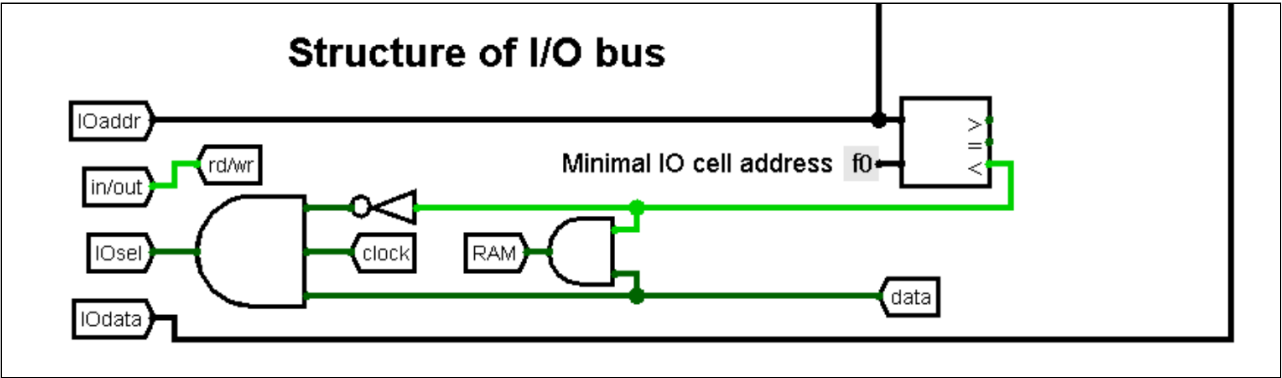 Structure of I/O bus
IOaddr
>
=
<
rd/wr
Minimal IO cell address f0
in/out
IOsel
clock
RAM
data
IOdata